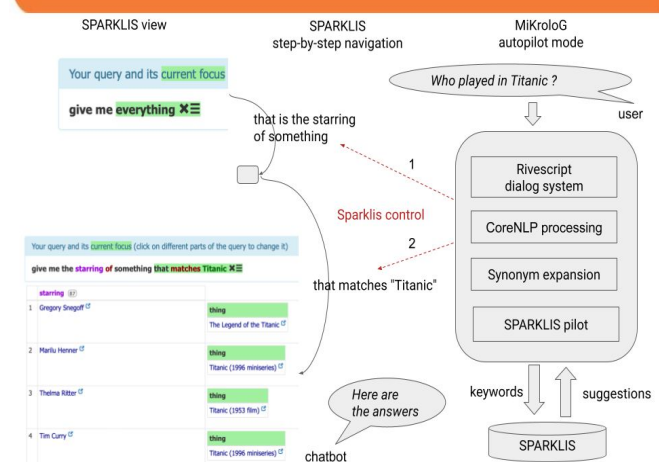 SPARKLIS view
SPARKLIS
step-by-step navigation
MiKroloG
autopilot mode
Your query and its current focus
give me everything
that is the starring
of something
Who played in Titanic ?
user
1
Rivescript
dialog system
Sparklis control
CoreNLP processing
2
Synonym expansion
that matches "Titanic"
SPARKLIS pilot
Your query and its current focus (click on different parts of the query to change it)
give me the starring of something that matches Titanic
starring 87
1 Gregory Snegoff
thing
The Legend of the Titanic
2 Marilu Henner
thing
Titanic (1996 miniseries)
3 Thelma Ritter
thing
Titanic (1953 film)
4 Tim Curry
thing
Titanic (1996 miniseries)
Here are
the answers
chatbot
keywords
suggestions
SPARKLIS